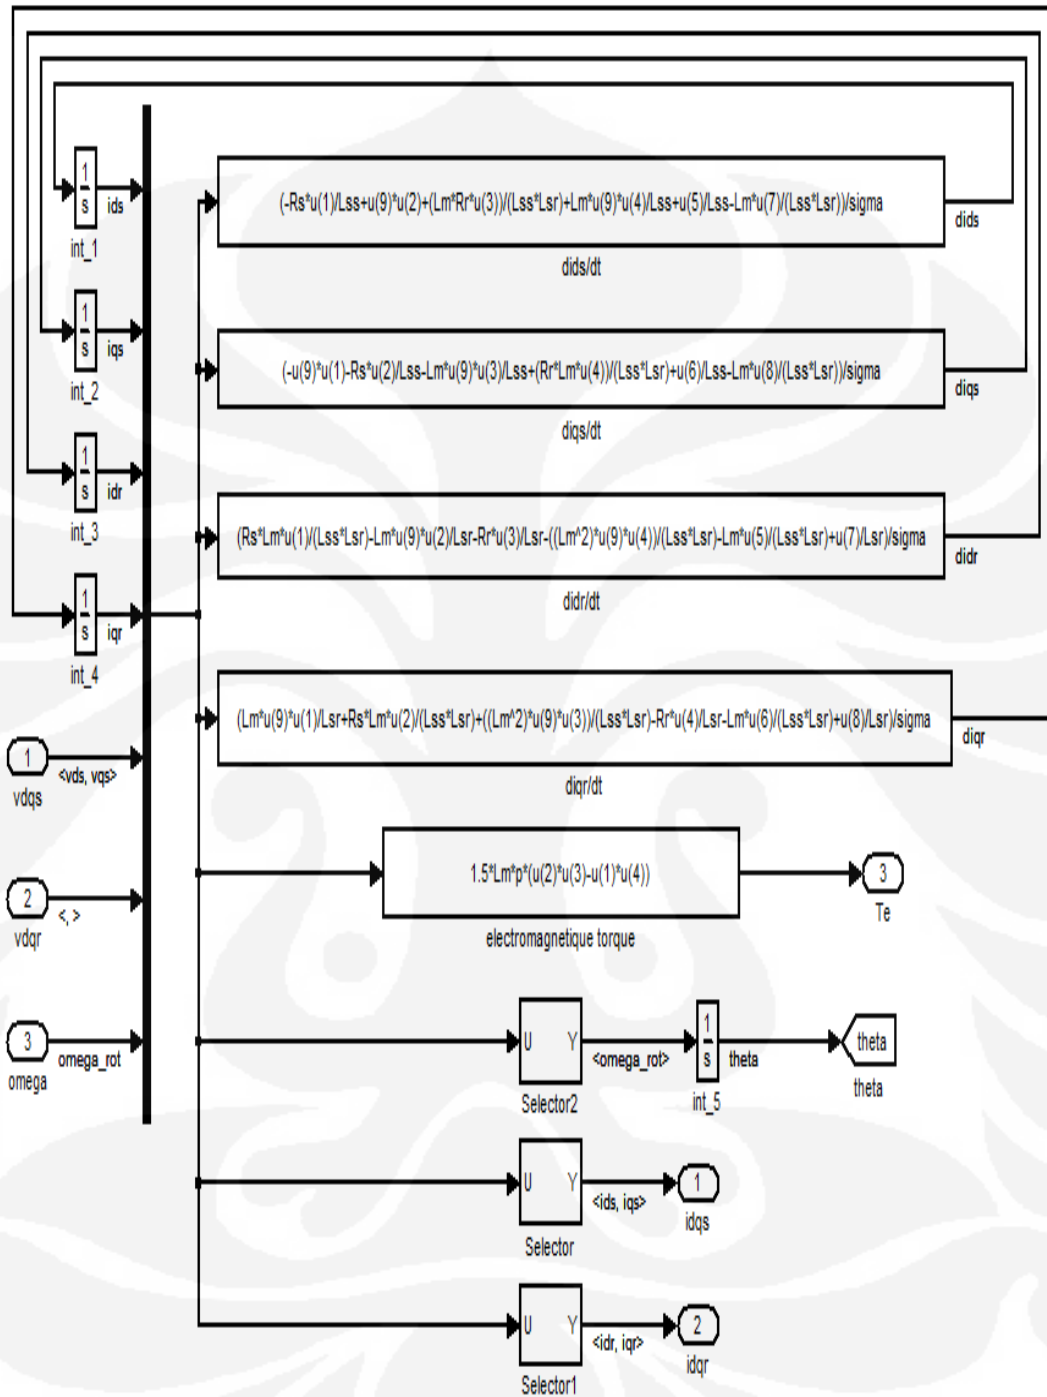 1
s
ids
int_1
(-Rs*u(1)/Lss+u(9)*u(2)+(Lm*Rr*u(3))/(Lss*Lsr)+Lm*u(9)*u(4)/Lss+u(5)/Lss-Lm*u(7)/(Lss*Lsr))/sigma
dids
dids/dt
1
s
iqs
int_2
(-u(9)*u(1)-Rs*u(2)/Lss-Lm*u(9)*u(3)/Lss+(Rr*Lm*u(4))/(Lss*Lsr)+u(6)/Lss-Lm*u(8)/(Lss*Lsr))/sigma
diqs
diqs/dt
1
s
idr
int_3
(Rs*Lm*u(1)/(Lss*Lsr)-Lm*u(9)*u(2)/Lsr-Rr*u(3)/Lsr-((Lm^2)*u(9)*u(4))/(Lss*Lsr)-Lm*u(5)/(Lss*Lsr)+u(7)/Lsr)/sigma
didr
didr/dt
1
s
iqr
int_4
(Lm*u(9)*u(1)/Lsr+Rs*Lm*u(2)/(Lss*Lsr)+((Lm^2)*u(9)*u(3))/(Lss*Lsr)-Rr*u(4)/Lsr-Lm*u(6)/(Lss*Lsr)+u(8)/Lsr)/sigma
diqr
diqr/dt
1
<vds, vqs>
vdqs
1.5*Lm*p*(u(2)*u(3)-u(1)*u(4))
electromagnetique torque
3
Te
2
<, >
vdqr
3
omega_rot
omega
U Y
<omega_rot>
Selector2
1
s
theta
int_5
theta
theta
U Y
<ids, iqs>
Selector
1
idqs
U Y
<idr, iqr>
Selector1
2
idqr